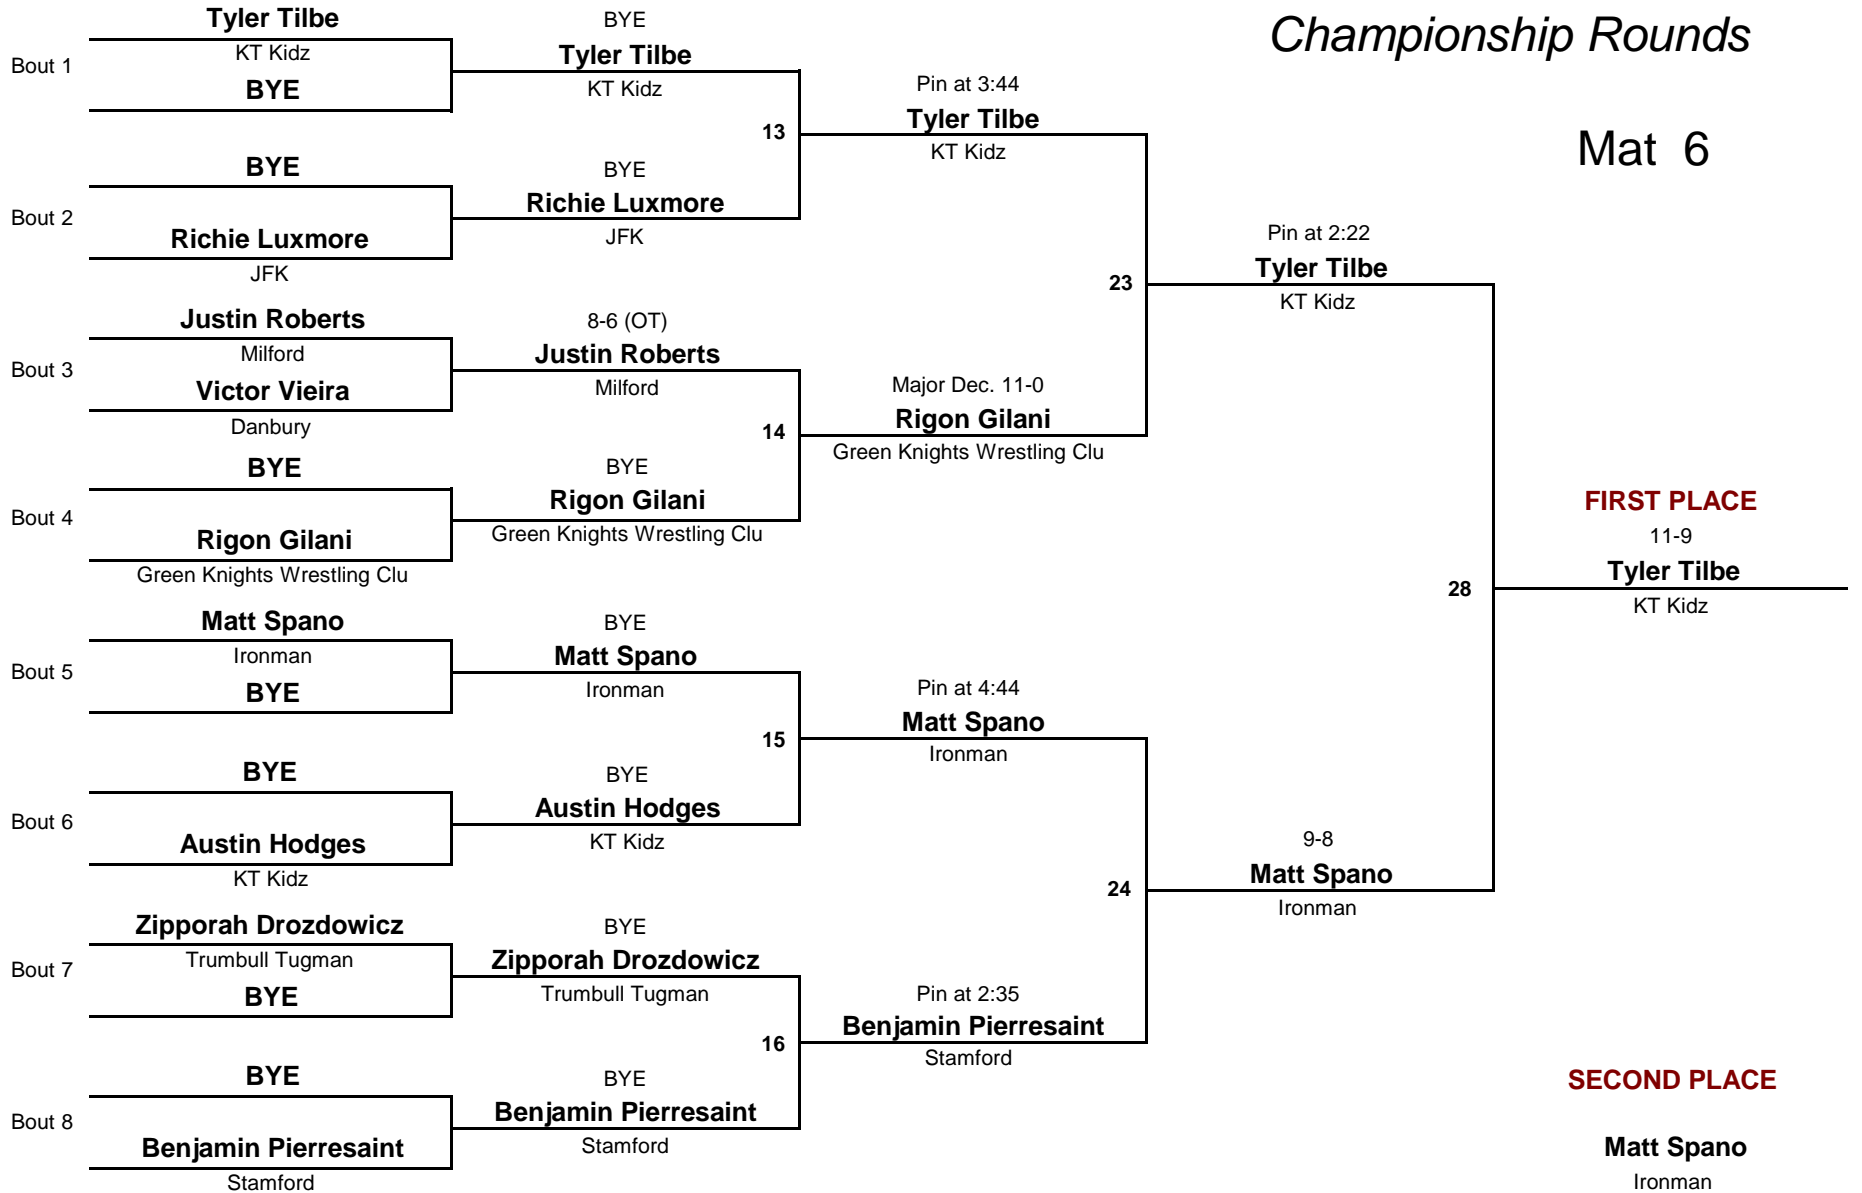 Championship Rounds
Mat 6
Tyler Tilbe
Bout 1
KT Kidz
BYE
BYE
Bout 2
Richie Luxmore
JFK
Justin Roberts
Bout 3
Milford
Victor Vieira
Danbury
BYE
Bout 4
Rigon Gilani
Green Knights Wrestling Clu
Matt Spano
Bout 5
Ironman
BYE
BYE
Bout 6
Austin Hodges
KT Kidz
Zipporah Drozdowicz
Bout 7
Trumbull Tugman
BYE
BYE
Bout 8
Benjamin Pierresaint
Stamford
BYE
Tyler Tilbe
KT Kidz
13
BYE
Richie Luxmore
JFK
8-6 (OT)
Justin Roberts
Milford
14
BYE
Rigon Gilani
Green Knights Wrestling Clu
BYE
Matt Spano
Ironman
15
BYE
Austin Hodges
KT Kidz
BYE
Zipporah Drozdowicz
Trumbull Tugman
16
BYE
Benjamin Pierresaint
Stamford
Pin at 3:44
Tyler Tilbe
KT Kidz
23
Major Dec. 11-0
Rigon Gilani
Green Knights Wrestling Clu
Pin at 4:44
Matt Spano
Ironman
24
Pin at 2:35
Benjamin Pierresaint
Stamford
Pin at 2:22
Tyler Tilbe
KT Kidz
28
9-8
Matt Spano
Ironman
FIRST PLACE
11-9
Tyler Tilbe
KT Kidz
SECOND PLACE
Matt Spano
Ironman